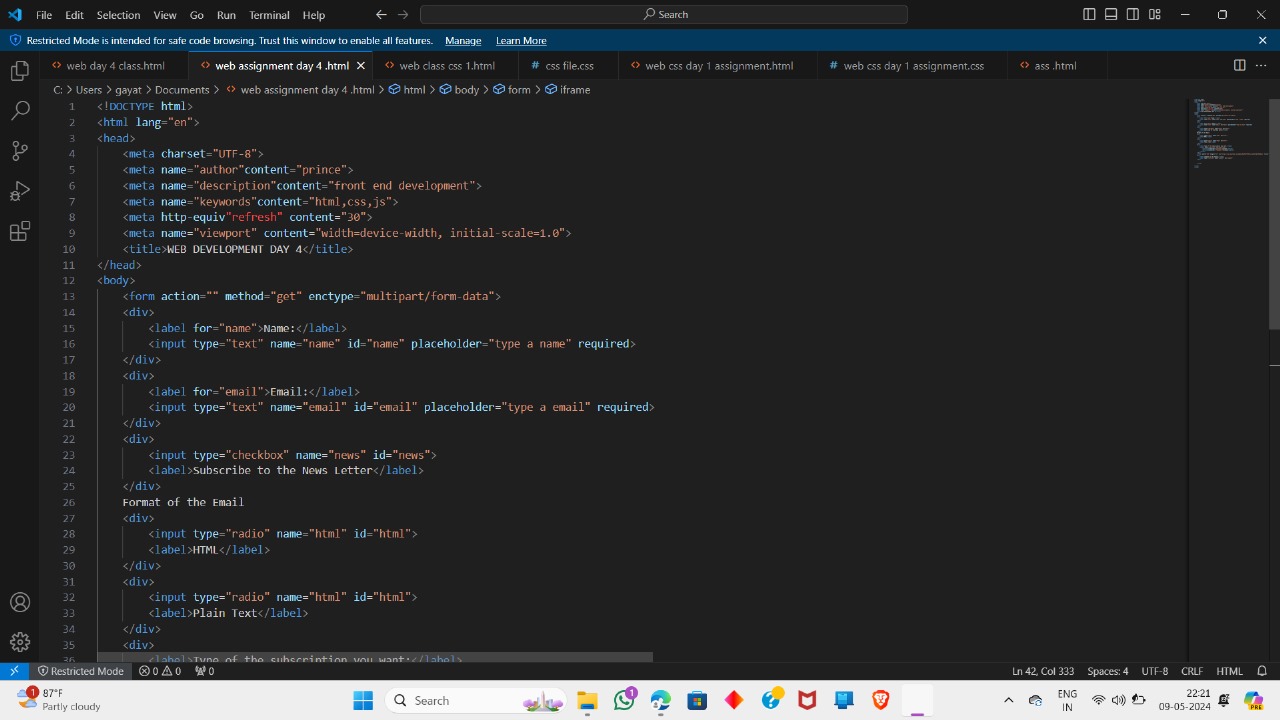 File Edit Selection View Go Run Terminal Help Search
Restricted Mode is intended for safe code browsing. Trust this window to enable all features. Manage Learn More
web day 4 class.html web assignment day 4 .html web class css 1.html # css file.css web css day 1 assignment.html # web css day 1 assignment.css ass .html
C: > Users > gayat > Documents > web assignment day 4 .html > html > body > form > iframe
1 <!DOCTYPE html>
2 <html lang="en">
3 <head>
4 <meta charset="UTF-8">
5 <meta name="author"content="prince">
6 <meta name="description"content="front end development">
7 <meta name="keywords"content="html,css,js">
8 <meta http-equiv"refresh" content="30">
9 <meta name="viewport" content="width=device-width, initial-scale=1.0">
10 <title>WEB DEVELOPMENT DAY 4</title>
11 </head>
12 <body>
13 <form action="" method="get" enctype="multipart/form-data">
14 <div>
15 <label for="name">Name:</label>
16 <input type="text" name="name" id="name" placeholder="type a name" required>
17 </div>
18 <div>
19 <label for="email">Email:</label>
20 <input type="text" name="email" id="email" placeholder="type a email" required>
21 </div>
22 <div>
23 <input type="checkbox" name="news" id="news">
24 <label>Subscribe to the News Letter</label>
25 </div>
26 Format of the Email
27 <div>
28 <input type="radio" name="html" id="html">
29 <label>HTML</label>
30 </div>
31 <div>
32 <input type="radio" name="html" id="html">
33 <label>Plain Text</label>
34 </div>
35 <div>
36 <label>Type of the subscription you want:</label>
Restricted Mode 0 0 0 Ln 42, Col 333 Spaces: 4 UTF-8 CRLF HTML
1 87°F Partly cloudy Search 1 ENG IN 22:21 09-05-2024 PRE